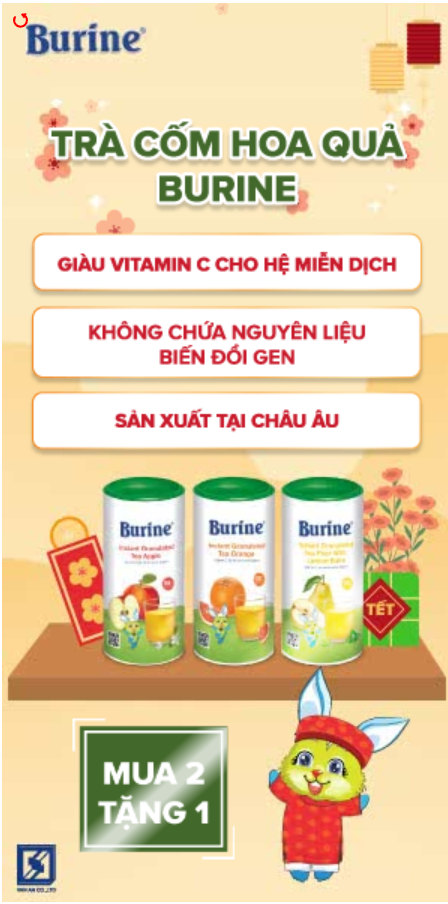 Burine
TRÀ CỐM HOA QUẢ
BURINE
GIÀU VITAMIN C CHO HỆ MIỄN DỊCH
KHÔNG CHỨA NGUYÊN LIỆU
BIẾN ĐỔI GEN
SẢN XUẤT TẠI CHÂU ÂU
Burine
Instant Granulated
Tea Apple
Burine
Instant Granulated
Tea Orange
Burine
Instant Granulated
Tea Pear With
Lemon Balm
TẾT
MUA 2
TẶNG 1